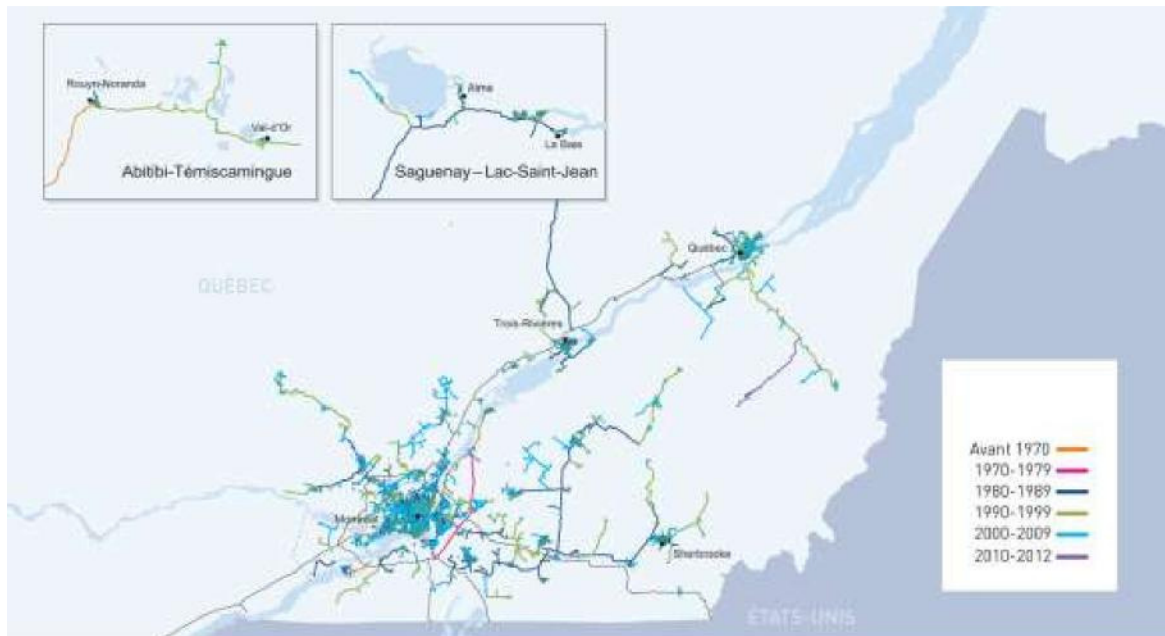 Rouyn-Noranda
Val-d'Or
Abitibi-Témiscamingue
Alma
La Baie
Saguenay – Lac-Saint-Jean
Québec
QUÉBEC
Trois-Rivières
Montréal
Sherbrooke
Avant 1970
1970-1979
1980-1989
1990-1999
2000-2009
2010-2012
ÉTATS-UNIS